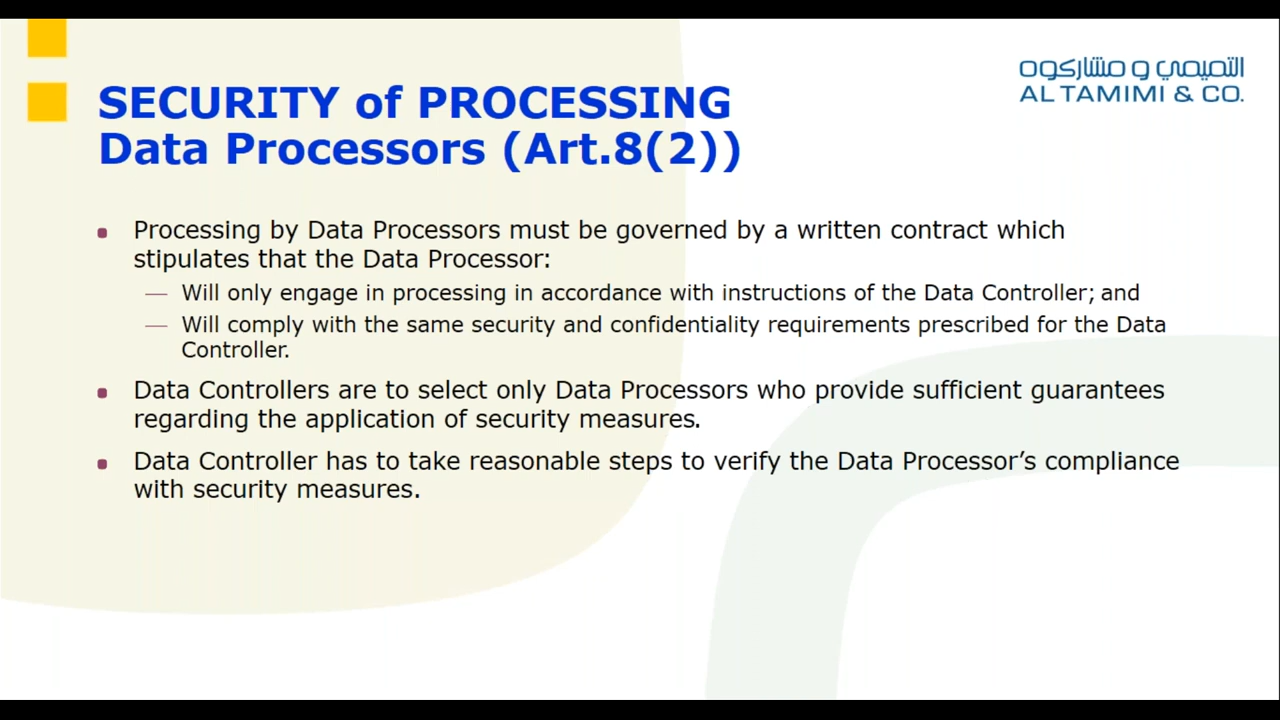 التميمي و مشاركوه
AL TAMIMI & CO.
SECURITY of PROCESSING
Data Processors (Art.8(2))
Processing by Data Processors must be governed by a written contract which
stipulates that the Data Processor:
— Will only engage in processing in accordance with instructions of the Data Controller; and
— Will comply with the same security and confidentiality requirements prescribed for the Data
Controller.
Data Controllers are to select only Data Processors who provide sufficient guarantees
regarding the application of security measures.
Data Controller has to take reasonable steps to verify the Data Processor’s compliance
with security measures.